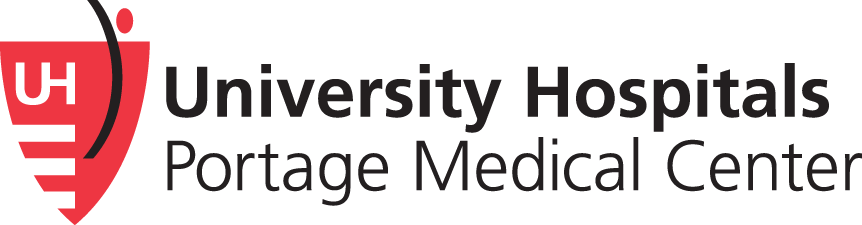 UH
University Hospitals
Portage Medical Center